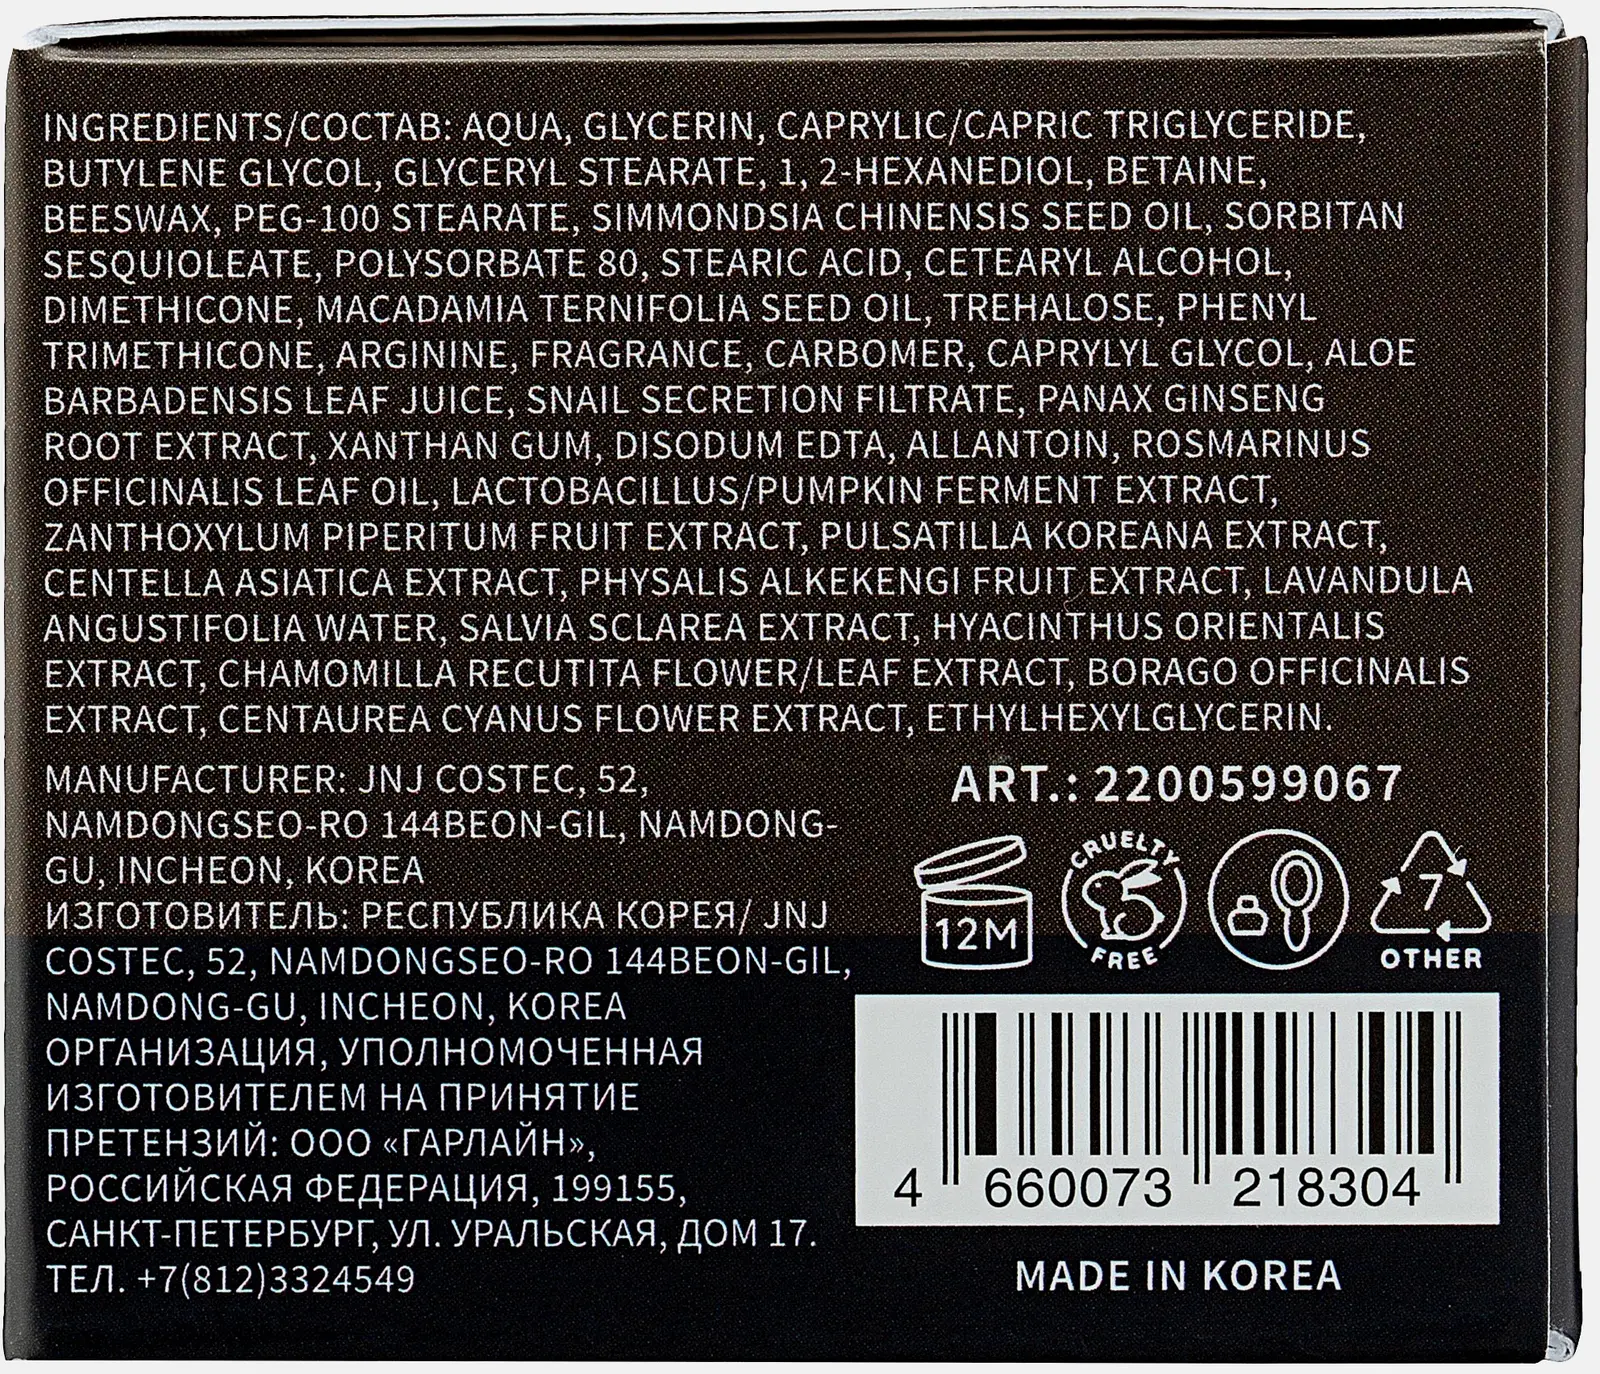 INGREDIENTS/СОСТАВ: AQUA, GLYCERIN, CAPRYLIC/CAPRIC TRIGLYCERIDE,
BUTYLENE GLYCOL, GLYCERYL STEARATE, 1, 2-HEXANEDIOL, BETAINE,
BEESWAX, PEG-100 STEARATE, SIMMONDSIA CHINENSIS SEED OIL, SORBITAN
SESQUIOLEATE, POLYSORBATE 80, STEARIC ACID, CETEARYL ALCOHOL,
DIMETHICONE, MACADAMIA TERNIFOLIA SEED OIL, TREHALOSE, PHENYL
TRIMETHICONE, ARGININE, FRAGRANCE, CARBOMER, CAPRYLYL GLYCOL, ALOE
BARBADENSIS LEAF JUICE, SNAIL SECRETION FILTRATE, PANAX GINSENG
ROOT EXTRACT, XANTHAN GUM, DISODUM EDTA, ALLANTOIN, ROSMARINUS
OFFICINALIS LEAF OIL, LACTOBACILLUS/PUMPKIN FERMENT EXTRACT,
ZANTHOXYLUM PIPERITUM FRUIT EXTRACT, PULSATILLA KOREANA EXTRACT,
CENTELLA ASIATICA EXTRACT, PHYSALIS ALKEKENGI FRUIT EXTRACT, LAVANDULA
ANGUSTIFOLIA WATER, SALVIA SCLAREA EXTRACT, HYACINTHUS ORIENTALIS
EXTRACT, CHAMOMILLA RECUTITA FLOWER/LEAF EXTRACT, BORAGO OFFICINALIS
EXTRACT, CENTAUREA CYANUS FLOWER EXTRACT, ETHYLHEXYLGLYCERIN.
MANUFACTURER: JNJ COSTEC, 52,
NAMDONGSEO-RO 144BEON-GIL, NAMDONG-
GU, INCHEON, KOREA
ИЗГОТОВИТЕЛЬ: РЕСПУБЛИКА КОРЕЯ/ JNJ
COSTEC, 52, NAMDONGSEO-RO 144BEON-GIL,
NAMDONG-GU, INCHEON, KOREA
ОРГАНИЗАЦИЯ, УПОЛНОМОЧЕННАЯ
ИЗГОТОВИТЕЛЕМ НА ПРИНЯТИЕ
ПРЕТЕНЗИЙ: ООО «ГАРЛАЙН»,
РОССИЙСКАЯ ФЕДЕРАЦИЯ, 199155,
САНКТ-ПЕТЕРБУРГ, УЛ. УРАЛЬСКАЯ, ДОМ 17.
ТЕЛ. +7(812)3324549
ART.: 2200599067
12M
CRUELTY
FREE
7
OTHER
4 660073 218304
MADE IN KOREA